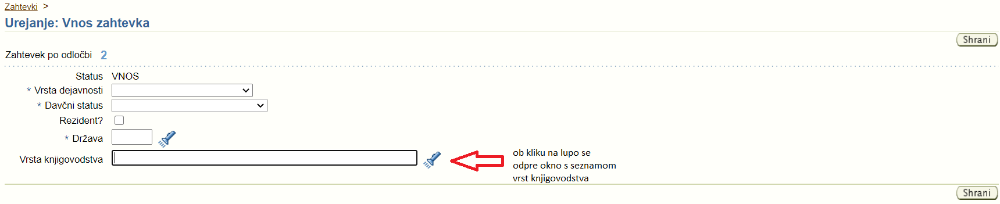 Zahtevki >
Urejanje: Vnos zahtevka
Shrani
Zahtevek po odločbi 2
Status VNOS
* Vrsta dejavnosti
* Davčni status
Rezident?
* Država
Vrsta knjigovodstva
ob kliku na lupo se
odpre okno s seznamom
vrst knjigovodstva
Shrani